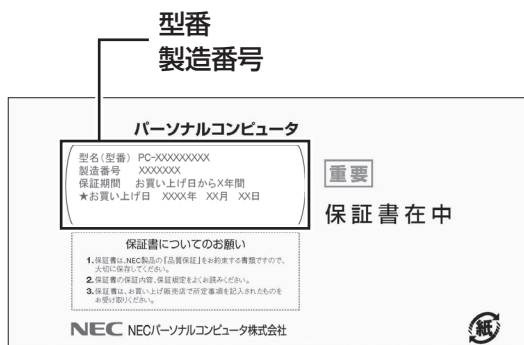 型番
製造番号
パーソナルコンピュータ
型名(型番) PC-XXXXXXXXX
製造番号 XXXXXXX
保証期間 お買い上げ日からX年間
★お買い上げ日 XXXX年 XX月 XX日
重要
保証書在中
保証書についてのお願い
1.保証書は、NEC製品の「品質保証」をお約束する書類ですので、
大切に保存してください。
2.保証書の保証内容、保証規定をよくお読みください。
3.保証書は、お買い上げ販売店で所定事項を記入されたものを
お受け取りください。
NEC NECパーソナルコンピュータ株式会社
紙